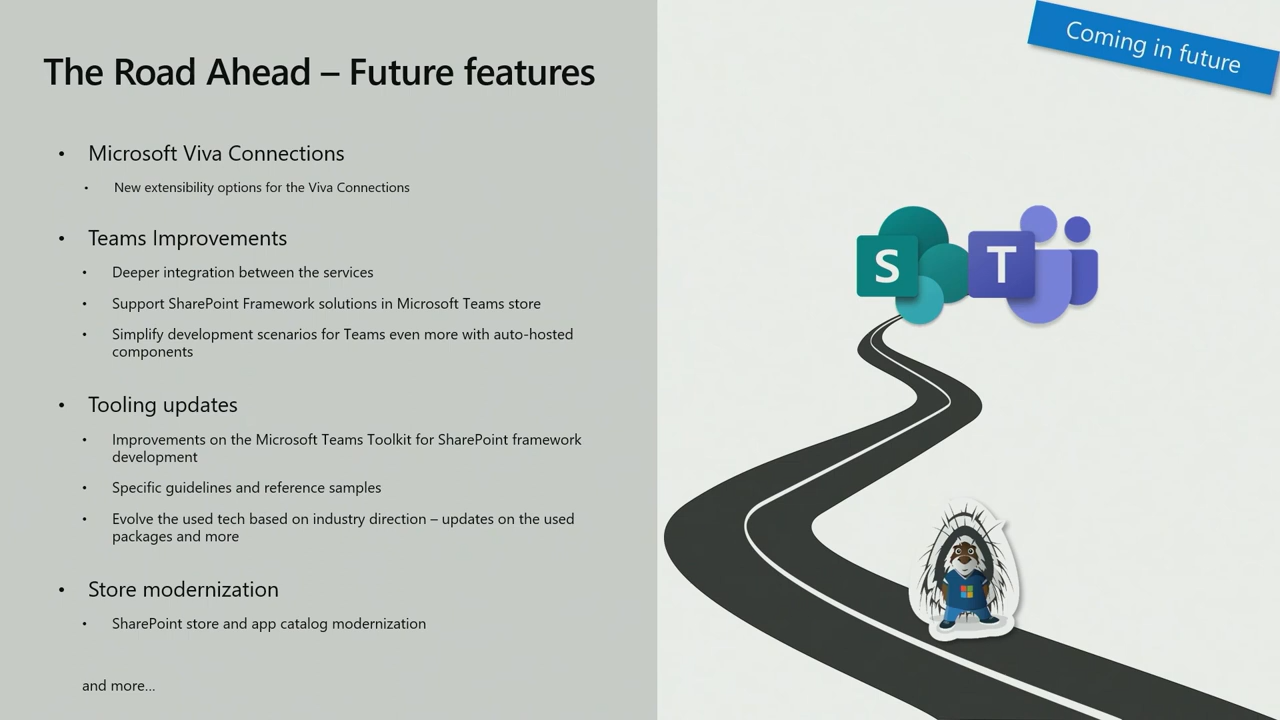 The Road Ahead – Future features
• Microsoft Viva Connections
• New extensibility options for the Viva Connections
• Teams Improvements
• Deeper integration between the services
• Support SharePoint Framework solutions in Microsoft Teams store
• Simplify development scenarios for Teams even more with auto-hosted
components
• Tooling updates
• Improvements on the Microsoft Teams Toolkit for SharePoint framework
development
• Specific guidelines and reference samples
• Evolve the used tech based on industry direction – updates on the used
packages and more
• Store modernization
• SharePoint store and app catalog modernization
and more...
Coming in future
S
T